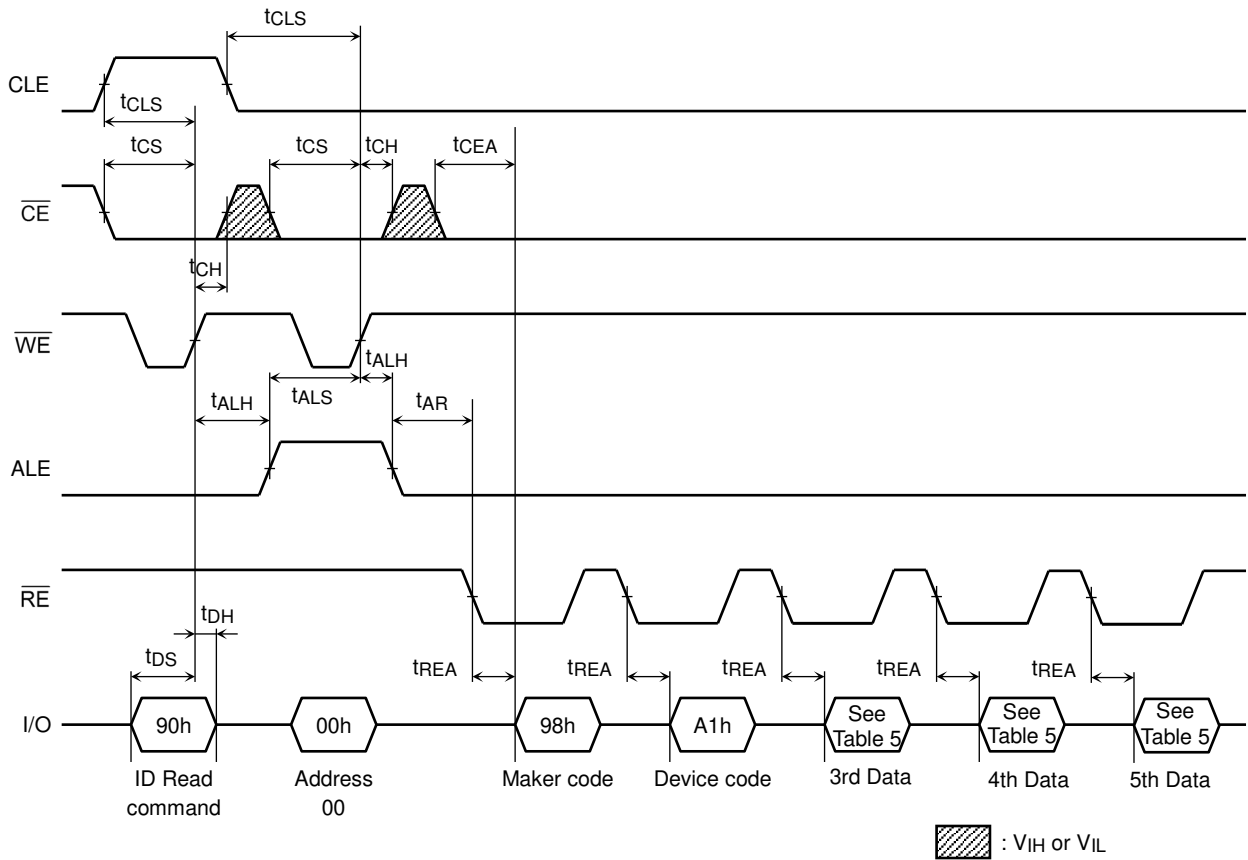 tCLS
CLE
tCLS
tCS
tCS
tCH
tCEA
CE
tCH
WE
tALH
tALH
tALS
tAR
ALE
RE
tDH
tDS
tREA
tREA
tREA
tREA
tREA
I/O
90h
00h
98h
A1h
See
Table 5
See
Table 5
See
Table 5
ID Read
command
Address
00
Maker code
Device code
3rd Data
4th Data
5th Data
: VIH or VIL